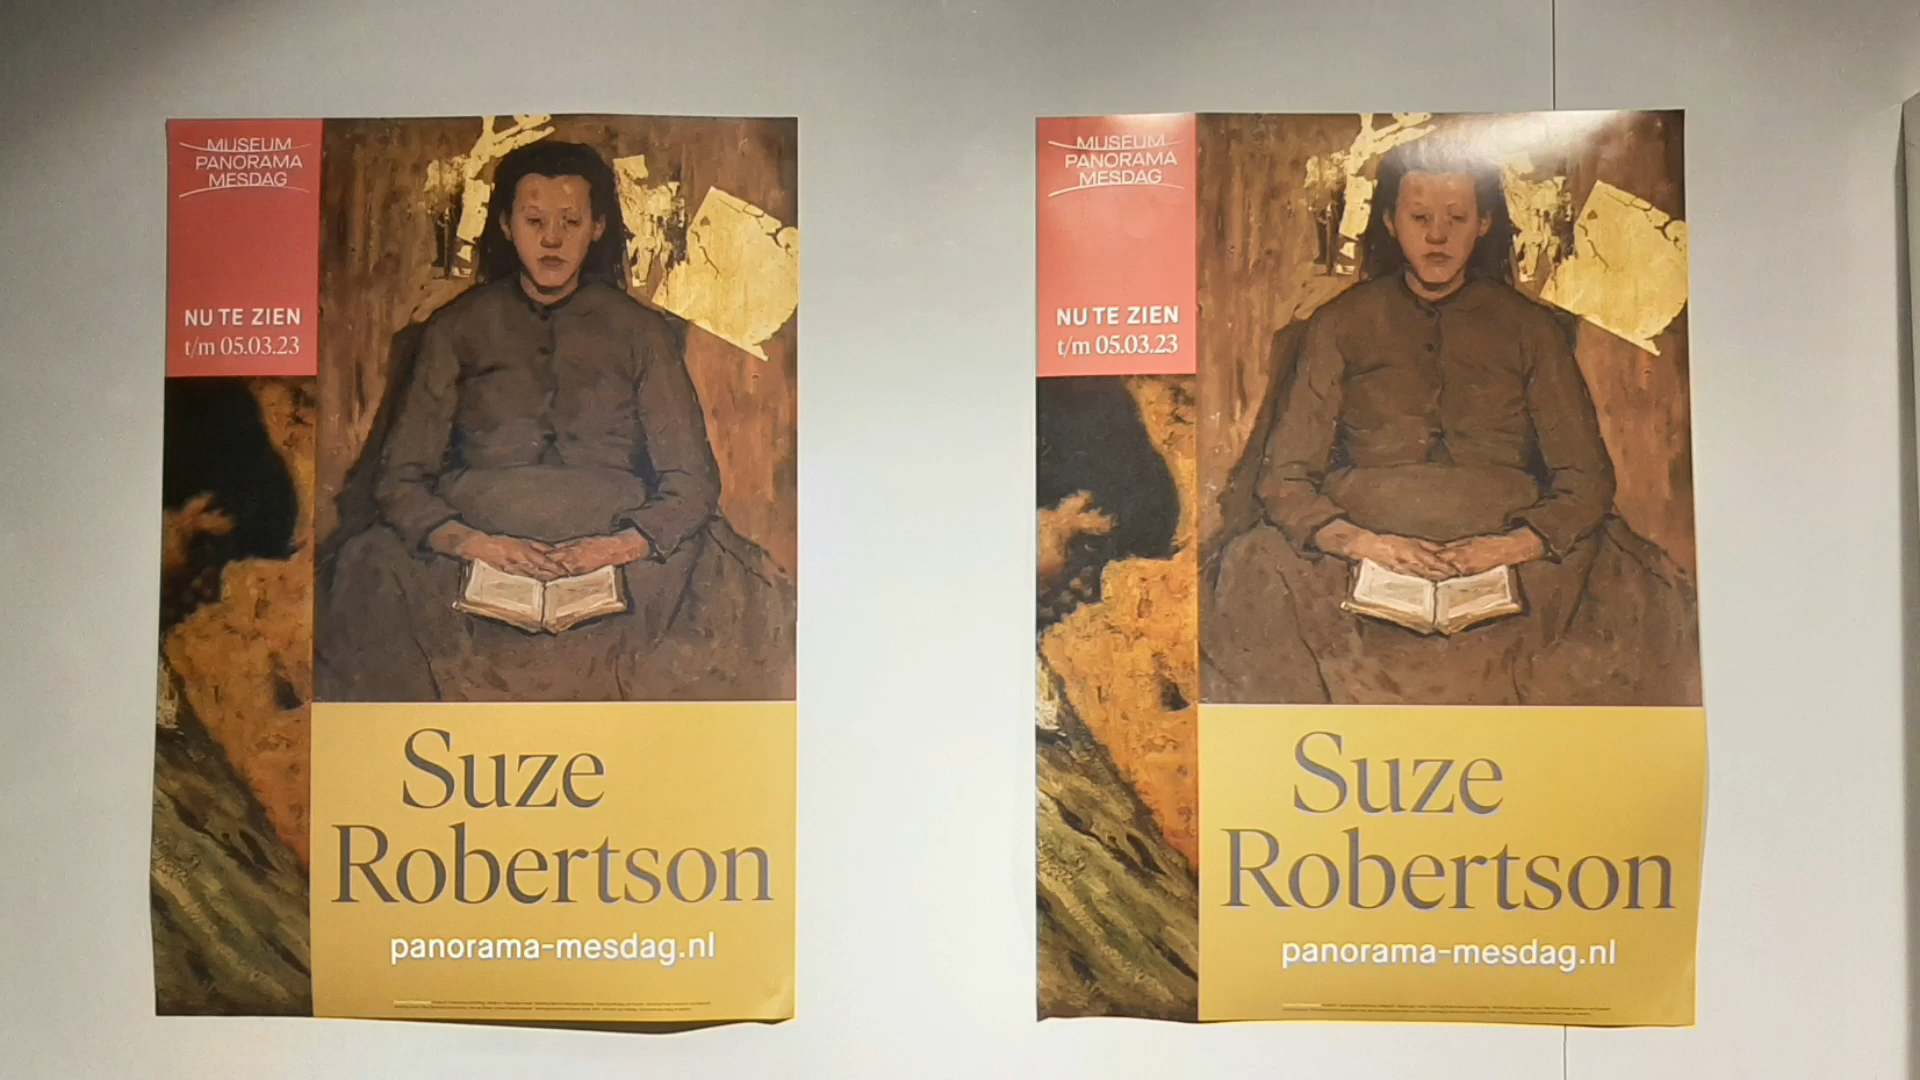 MUSEUM
PANORAMA
MESDAG
NU TE ZIEN
t/m 05.03.23
Suze
Robertson
panorama-mesdag.nl
MUSEUM
PANORAMA
MESDAG
NU TE ZIEN
t/m 05.03.23
Suze
Robertson
panorama-mesdag.nl